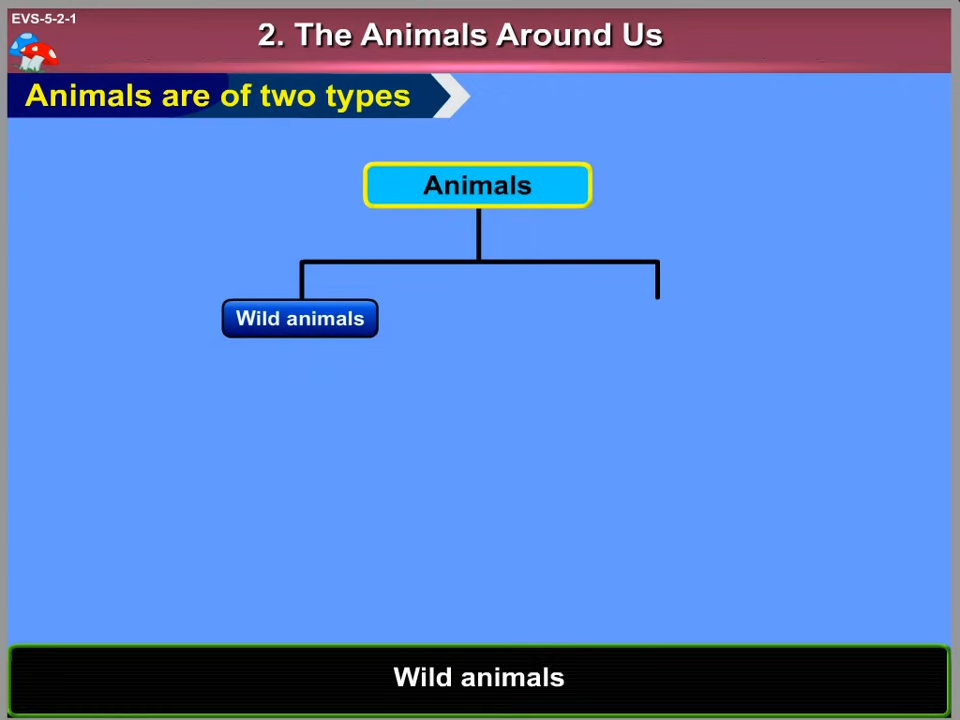 EVS-5-2-1
2. The Animals Around Us
Animals are of two types
Animals
Wild animals
Wild animals